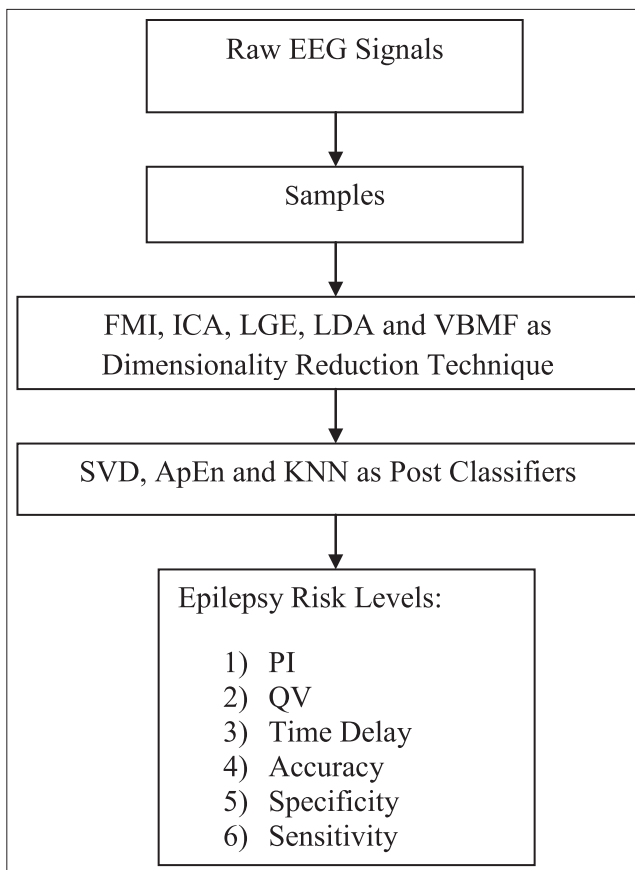 Raw EEG Signals
Samples
FMI, ICA, LGE, LDA and VBMF as
Dimensionality Reduction Technique
SVD, ApEn and KNN as Post Classifiers
Epilepsy Risk Levels:
1) PI
2) QV
3) Time Delay
4) Accuracy
5) Specificity
6) Sensitivity